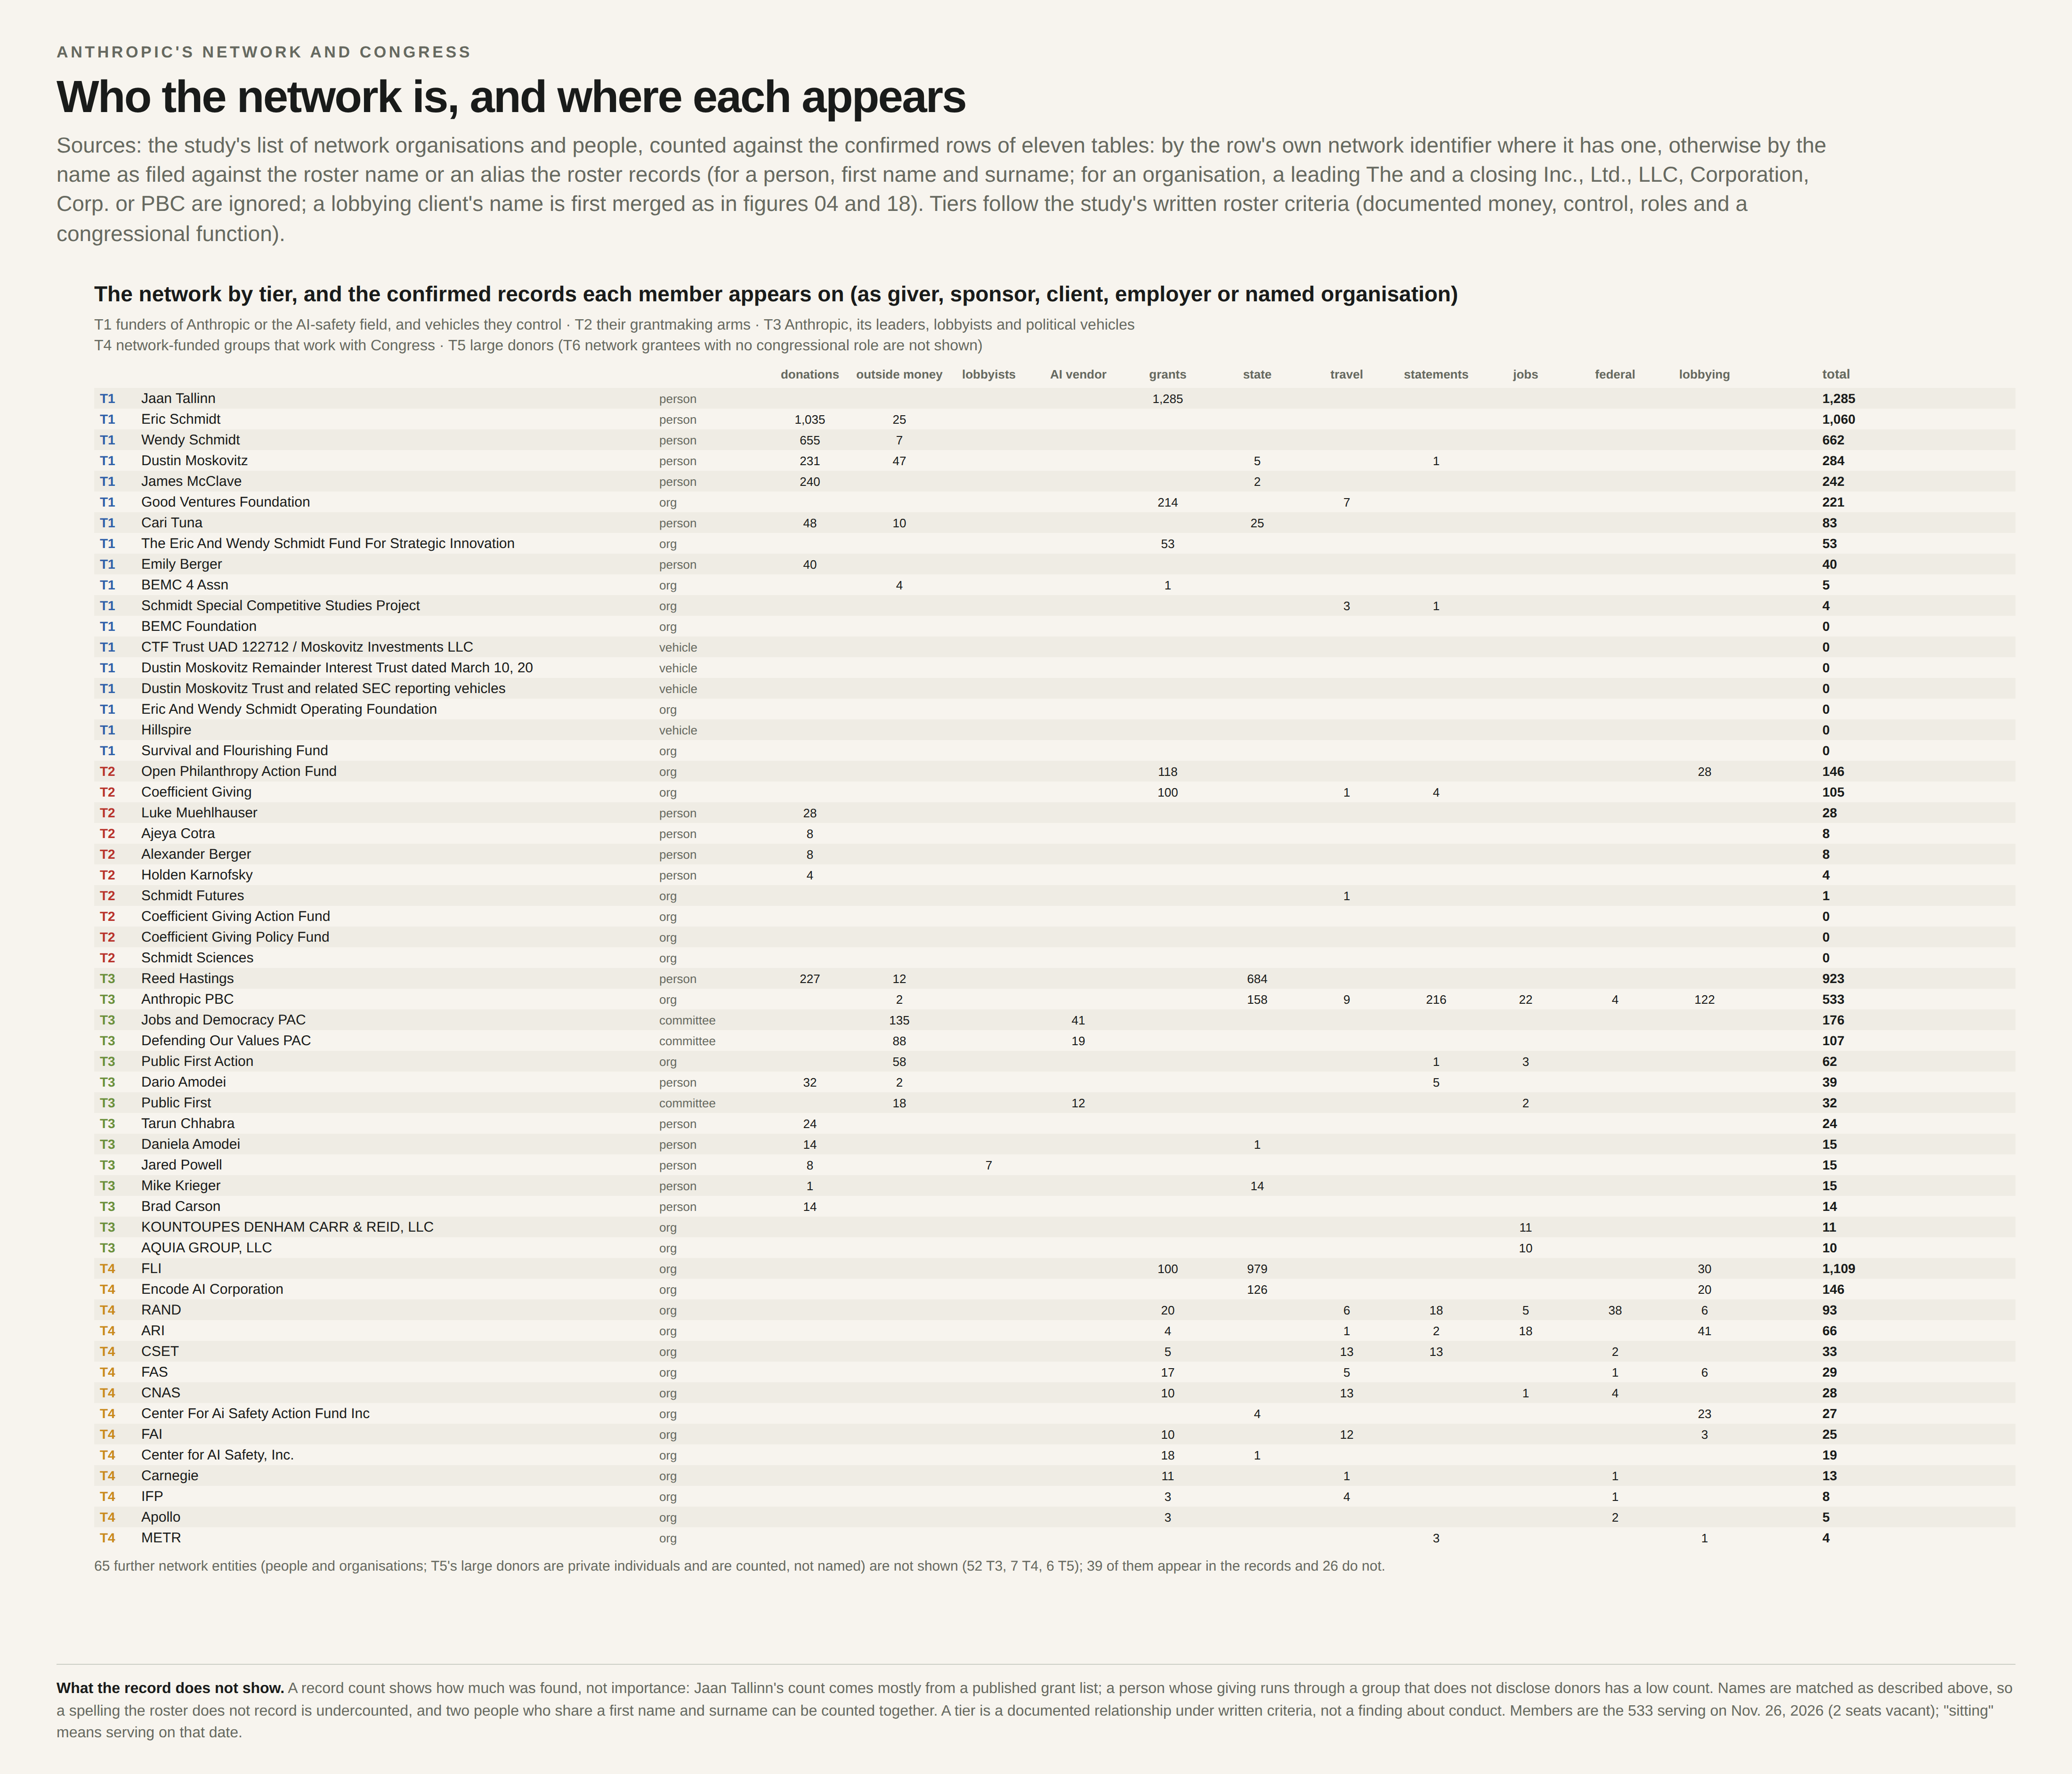 ANTHROPIC'S NETWORK AND CONGRESS
Who the network is, and where each appears
Sources: the study's list of network organisations and people, counted against the confirmed rows of eleven tables: by the row's own network identifier where it has one, otherwise by the
name as filed against the roster name or an alias the roster records (for a person, first name and surname; for an organisation, a leading The and a closing Inc., Ltd., LLC, Corporation,
Corp. or PBC are ignored; a lobbying client's name is first merged as in figures 04 and 18). Tiers follow the study's written roster criteria (documented money, control, roles and a
congressional function).
The network by tier, and the confirmed records each member appears on (as giver, sponsor, client, employer or named organisation)
T1 funders of Anthropic or the AI-safety field, and vehicles they control · T2 their grantmaking arms · T3 Anthropic, its leaders, lobbyists and political vehicles
T4 network-funded groups that work with Congress · T5 large donors (T6 network grantees with no congressional role are not shown)
donations outside money lobbyists AI vendor grants state travel statements jobs federal lobbying total
T1 Jaan Tallinn person 1,285 1,285
T1 Eric Schmidt person 1,035 25 1,060
T1 Wendy Schmidt person 655 7 662
T1 Dustin Moskovitz person 231 47 5 1 284
T1 James McClave person 240 2 242
T1 Good Ventures Foundation org 214 7 221
T1 Cari Tuna person 48 10 25 83
T1 The Eric And Wendy Schmidt Fund For Strategic Innovation org 53 53
T1 Emily Berger person 40 40
T1 BEMC 4 Assn org 4 1 5
T1 Schmidt Special Competitive Studies Project org 3 1 4
T1 BEMC Foundation org 0
T1 CTF Trust UAD 122712 / Moskovitz Investments LLC vehicle 0
T1 Dustin Moskovitz Remainder Interest Trust dated March 10, 20 vehicle 0
T1 Dustin Moskovitz Trust and related SEC reporting vehicles vehicle 0
T1 Eric And Wendy Schmidt Operating Foundation org 0
T1 Hillspire vehicle 0
T1 Survival and Flourishing Fund org 0
T2 Open Philanthropy Action Fund org 118 28 146
T2 Coefficient Giving org 100 1 4 105
T2 Luke Muehlhauser person 28 28
T2 Ajeya Cotra person 8 8
T2 Alexander Berger person 8 8
T2 Holden Karnofsky person 4 4
T2 Schmidt Futures org 1 1
T2 Coefficient Giving Action Fund org 0
T2 Coefficient Giving Policy Fund org 0
T2 Schmidt Sciences org 0
T3 Reed Hastings person 227 12 684 923
T3 Anthropic PBC org 2 158 9 216 22 4 122 533
T3 Jobs and Democracy PAC committee 135 41 176
T3 Defending Our Values PAC committee 88 19 107
T3 Public First Action org 58 1 3 62
T3 Dario Amodei person 32 2 5 39
T3 Public First committee 18 12 2 32
T3 Tarun Chhabra person 24 24
T3 Daniela Amodei person 14 1 15
T3 Jared Powell person 8 7 15
T3 Mike Krieger person 1 14 15
T3 Brad Carson person 14 14
T3 KOUNTOUPES DENHAM CARR & REID, LLC org 11 11
T3 AQUIA GROUP, LLC org 10 10
T4 FLI org 100 979 30 1,109
T4 Encode AI Corporation org 126 20 146
T4 RAND org 20 6 18 5 38 6 93
T4 ARI org 4 1 2 18 41 66
T4 CSET org 5 13 13 2 33
T4 FAS org 17 5 1 6 29
T4 CNAS org 10 13 1 4 28
T4 Center For Ai Safety Action Fund Inc org 4 23 27
T4 FAI org 10 12 3 25
T4 Center for AI Safety, Inc. org 18 1 19
T4 Carnegie org 11 1 1 13
T4 IFP org 3 4 1 8
T4 Apollo org 3 2 5
T4 METR org 3 1 4
65 further network entities (people and organisations; T5's large donors are private individuals and are counted, not named) are not shown (52 T3, 7 T4, 6 T5); 39 of them appear in the records and 26 do not.
What the record does not show. A record count shows how much was found, not importance: Jaan Tallinn's count comes mostly from a published grant list; a person whose giving runs through a group that does not disclose donors has a low count. Names are matched as described above, so
a spelling the roster does not record is undercounted, and two people who share a first name and surname can be counted together. A tier is a documented relationship under written criteria, not a finding about conduct. Members are the 533 serving on Nov. 26, 2026 (2 seats vacant); "sitting"
means serving on that date.